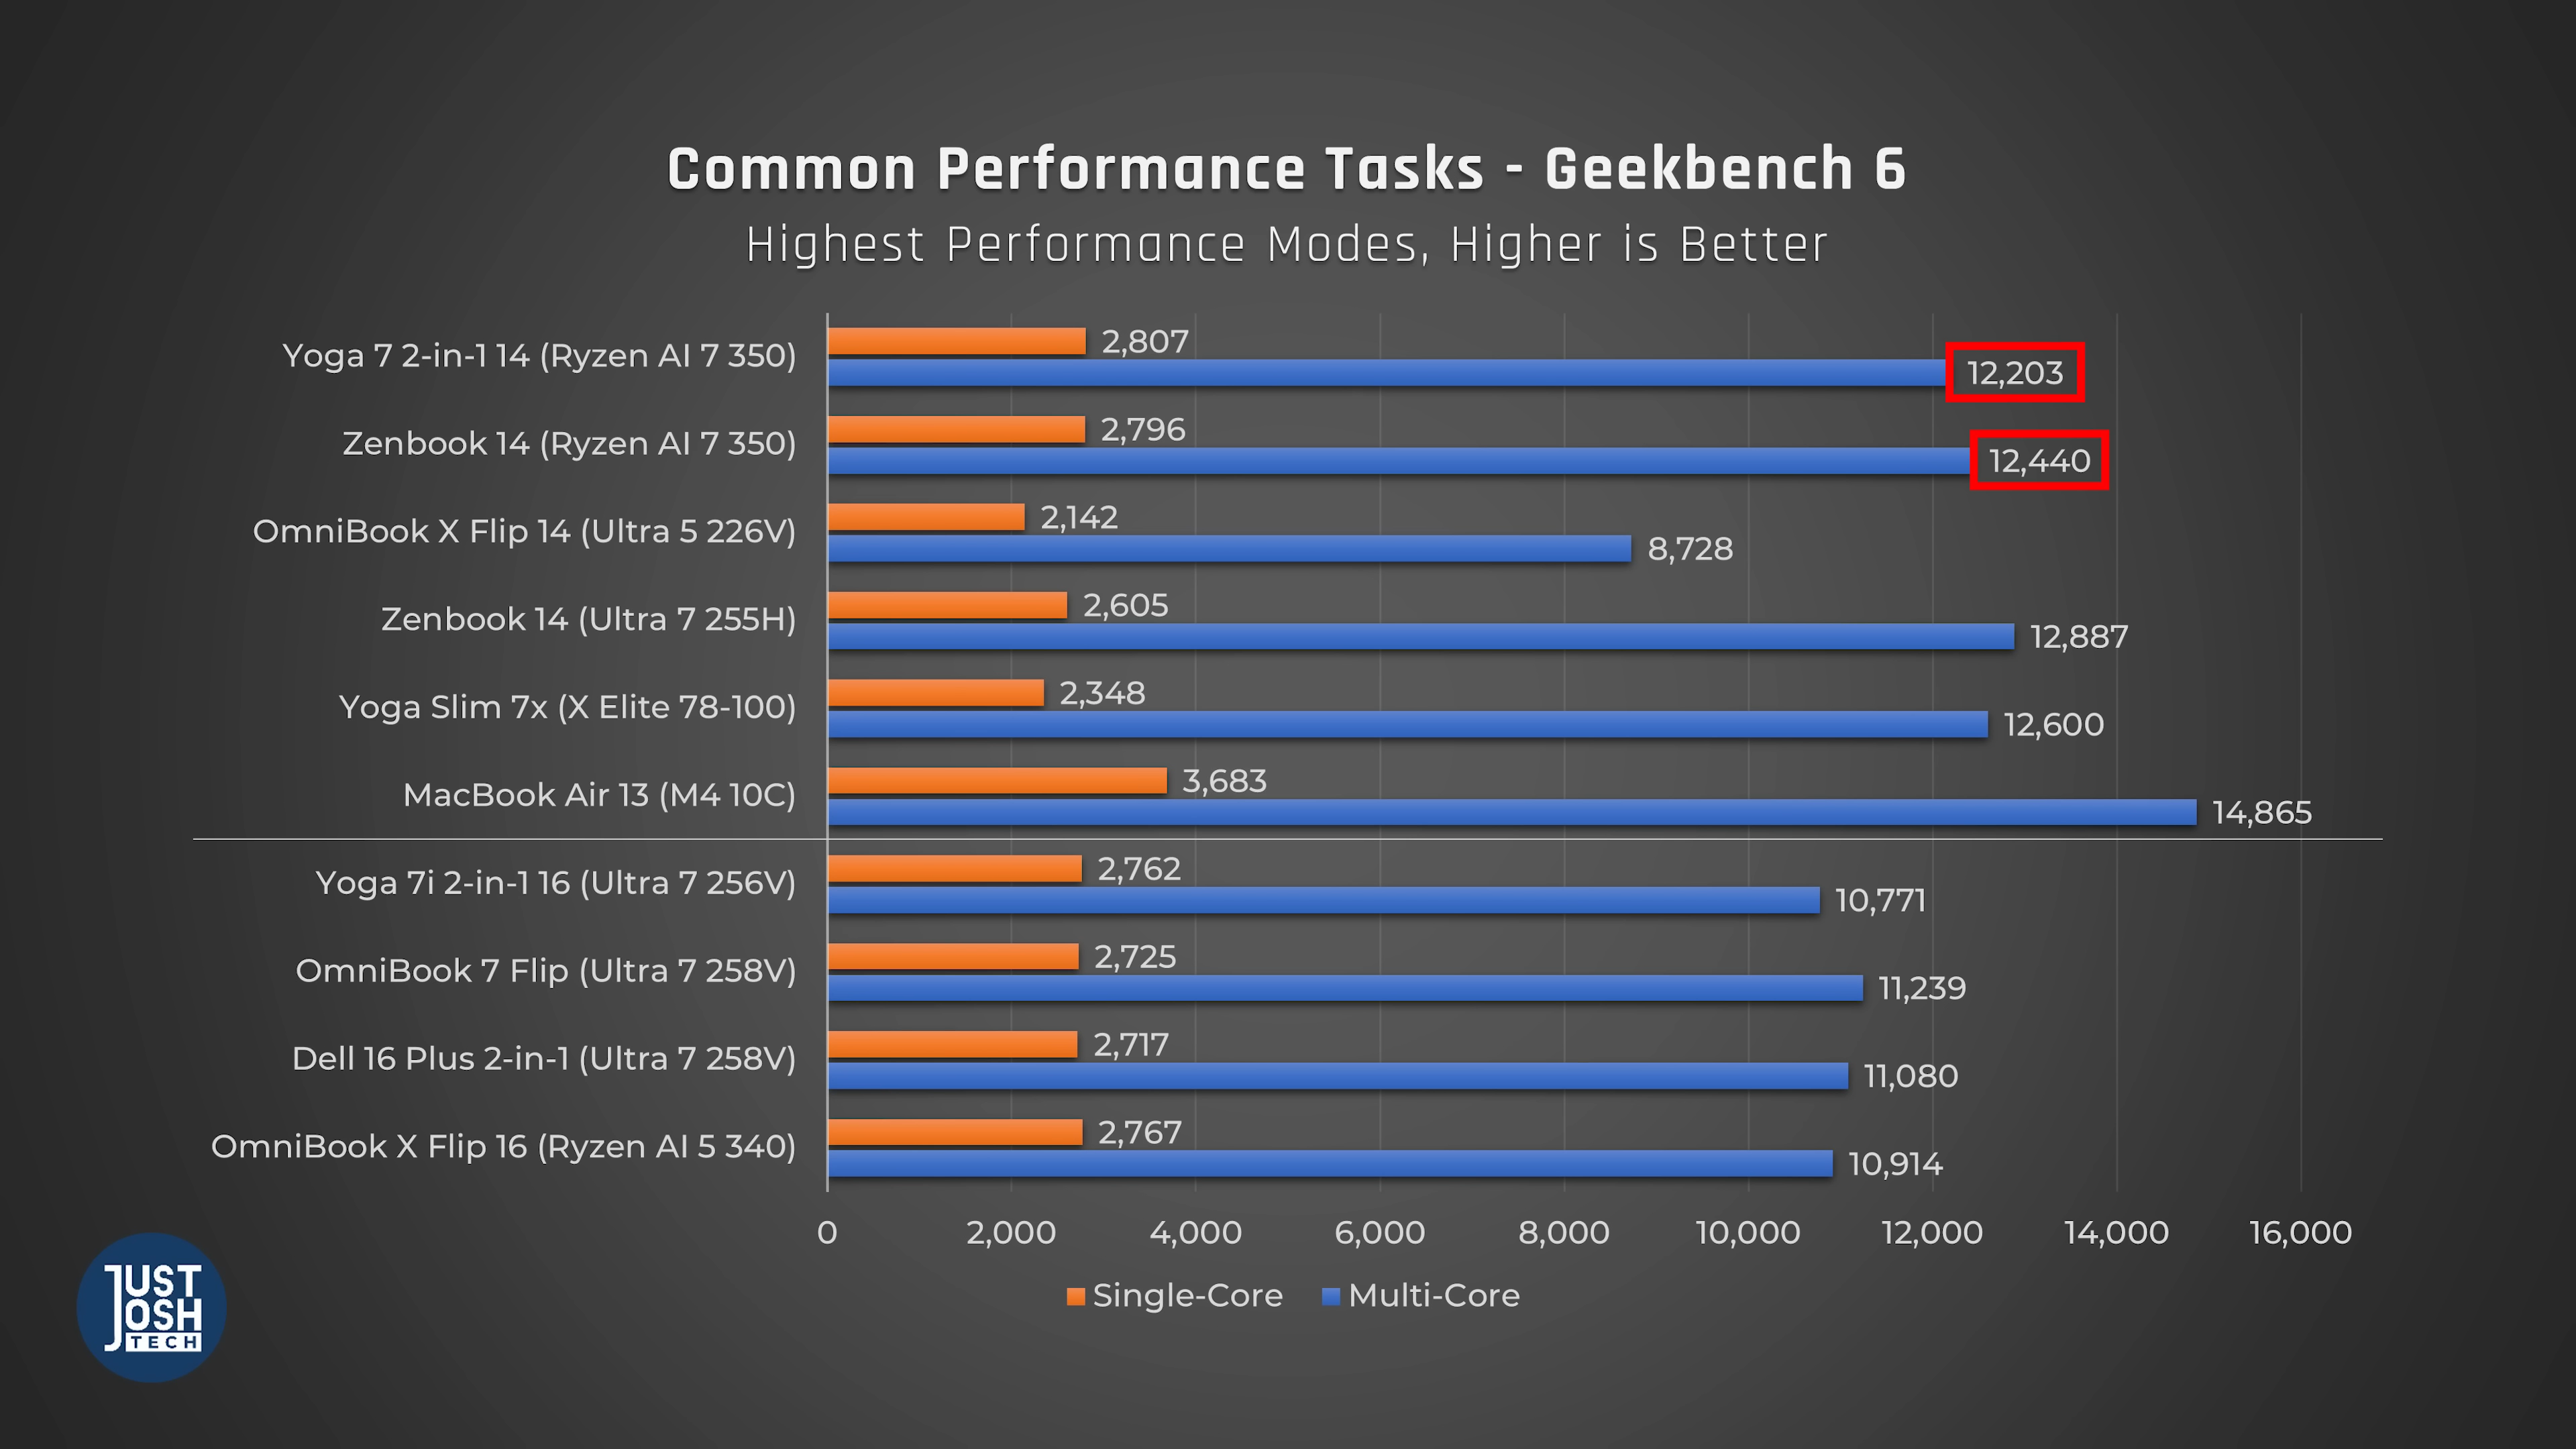 Common Performance Tasks - Geekbench 6
Highest Performance Modes, Higher is Better
Yoga 7 2-in-1 14 (Ryzen AI 7 350)
2,807
12,203
Zenbook 14 (Ryzen AI 7 350)
2,796
12,440
OmniBook X Flip 14 (Ultra 5 226V)
2,142
8,728
Zenbook 14 (Ultra 7 255H)
2,605
12,887
Yoga Slim 7x (X Elite 78-100)
2,348
12,600
MacBook Air 13 (M4 10C)
3,683
14,865
Yoga 7i 2-in-1 16 (Ultra 7 256V)
2,762
10,771
OmniBook 7 Flip (Ultra 7 258V)
2,725
11,239
Dell 16 Plus 2-in-1 (Ultra 7 258V)
2,717
11,080
OmniBook X Flip 16 (Ryzen AI 5 340)
2,767
10,914
0 2,000 4,000 6,000 8,000 10,000 12,000 14,000 16,000
Single-Core Multi-Core
JUST
JOSH
TECH